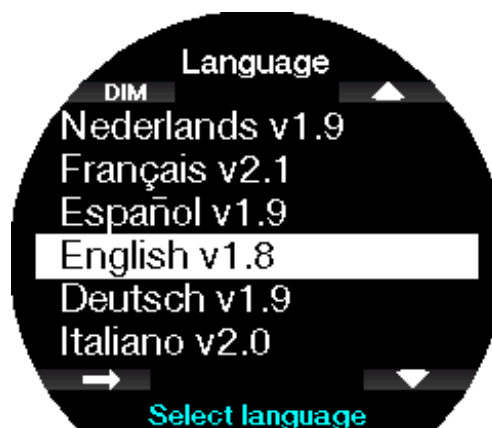 Language
DIM
Nederlands v1.9
Français v2.1
Español v1.9
English v1.8
Deutsch v1.9
Italiano v2.0
Select language